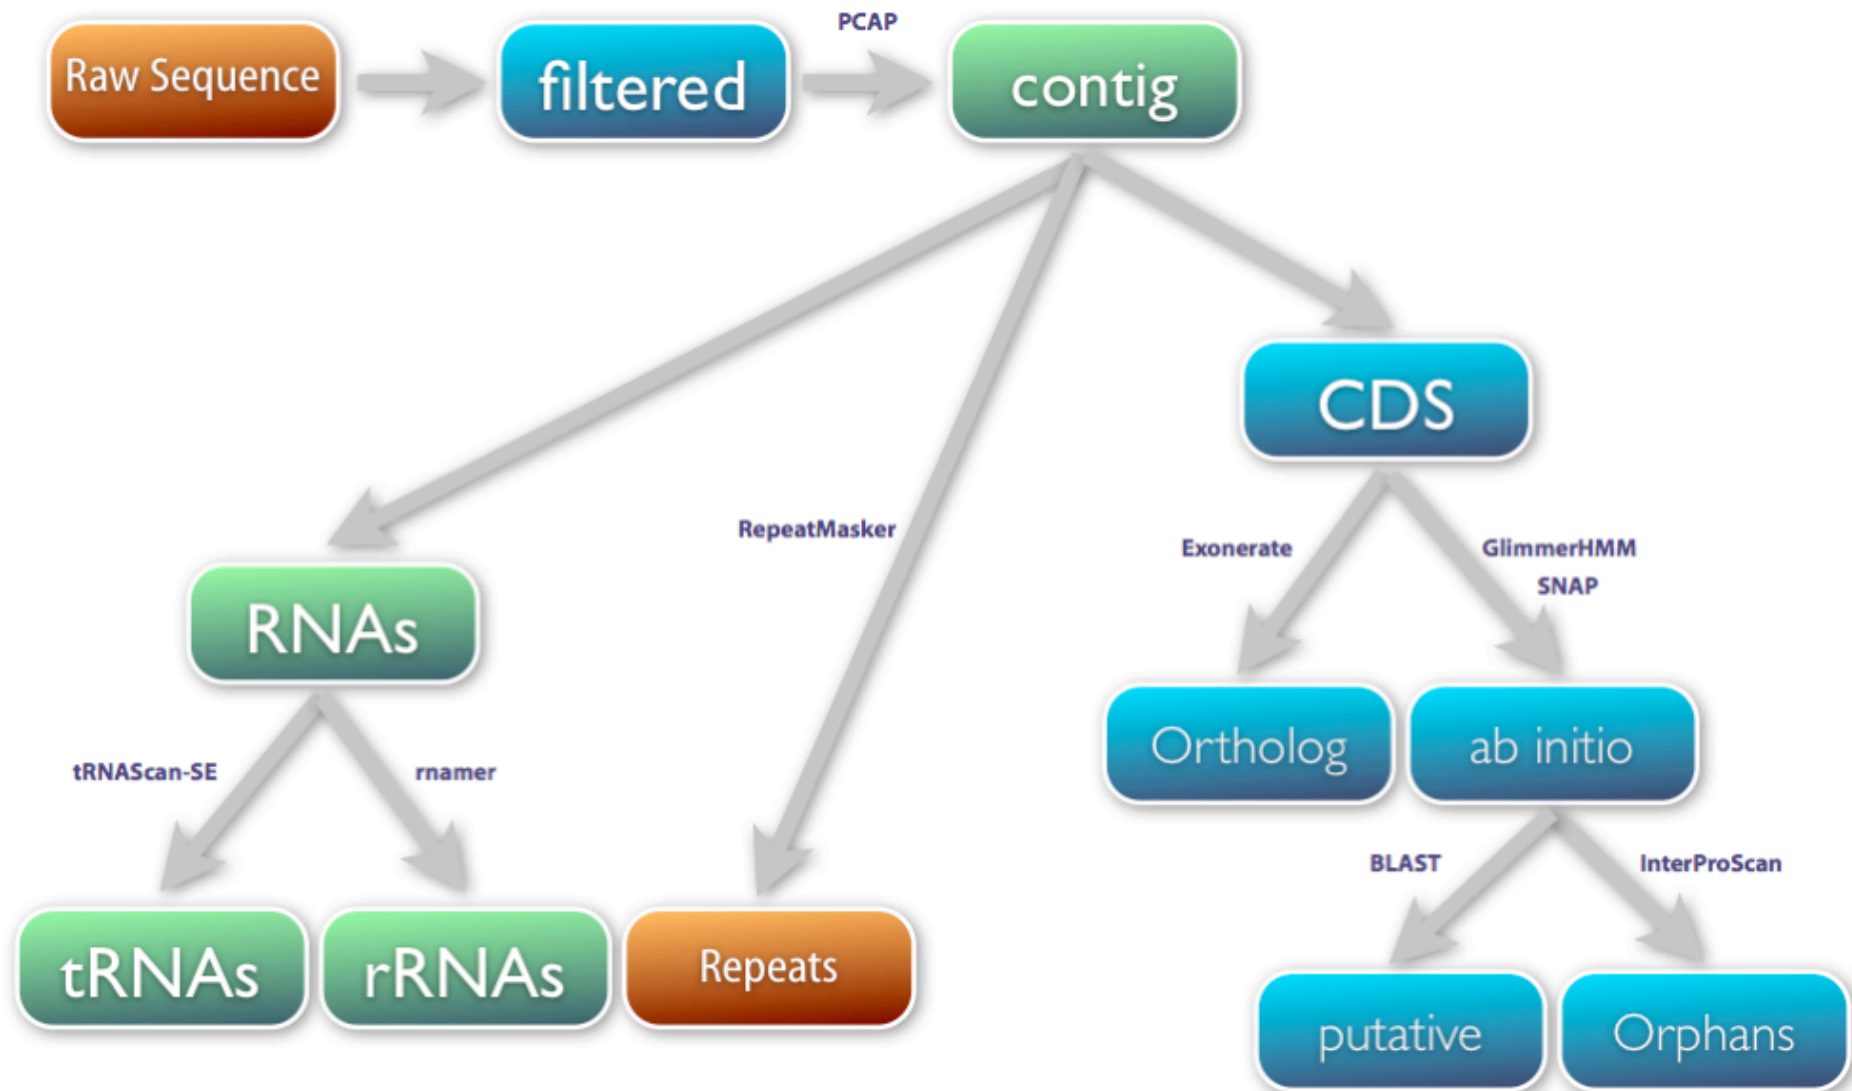 PCAP
Raw Sequence
filtered
contig
CDS
RepeatMasker
Exonerate
GlimmerHMM
SNAP
RNAs
Ortholog
ab initio
tRNAScan-SE
rnamer
BLAST
InterProScan
tRNAs
rRNAs
Repeats
putative
Orphans